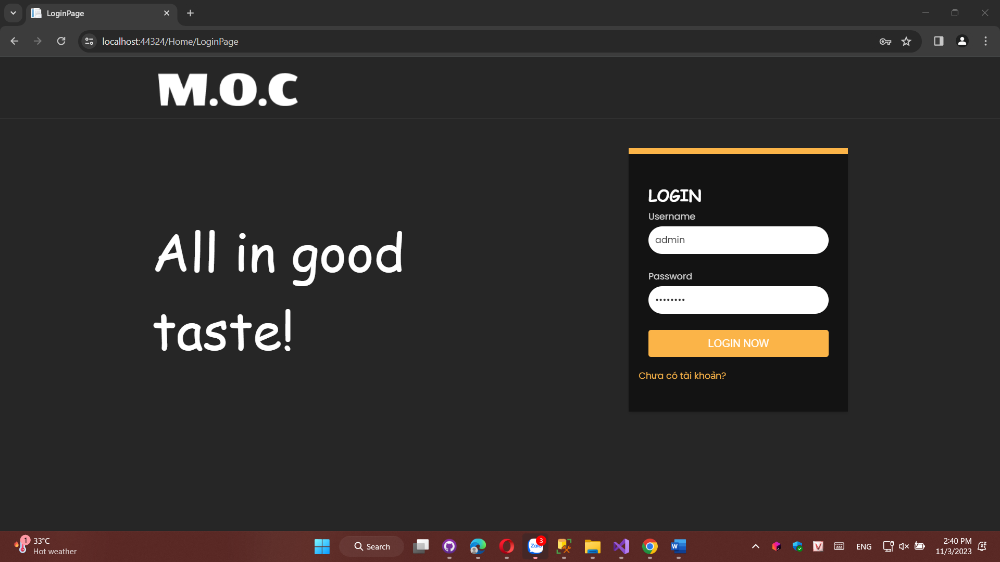 LoginPage
localhost:44324/Home/LoginPage
M.O.C
All in good
taste!
LOGIN
Username
admin
Password
••••••••
LOGIN NOW
Chưa có tài khoản?
1
33°C
Hot weather
Search
Zalo
3
W
V
ENG
2:40 PM
11/3/2023